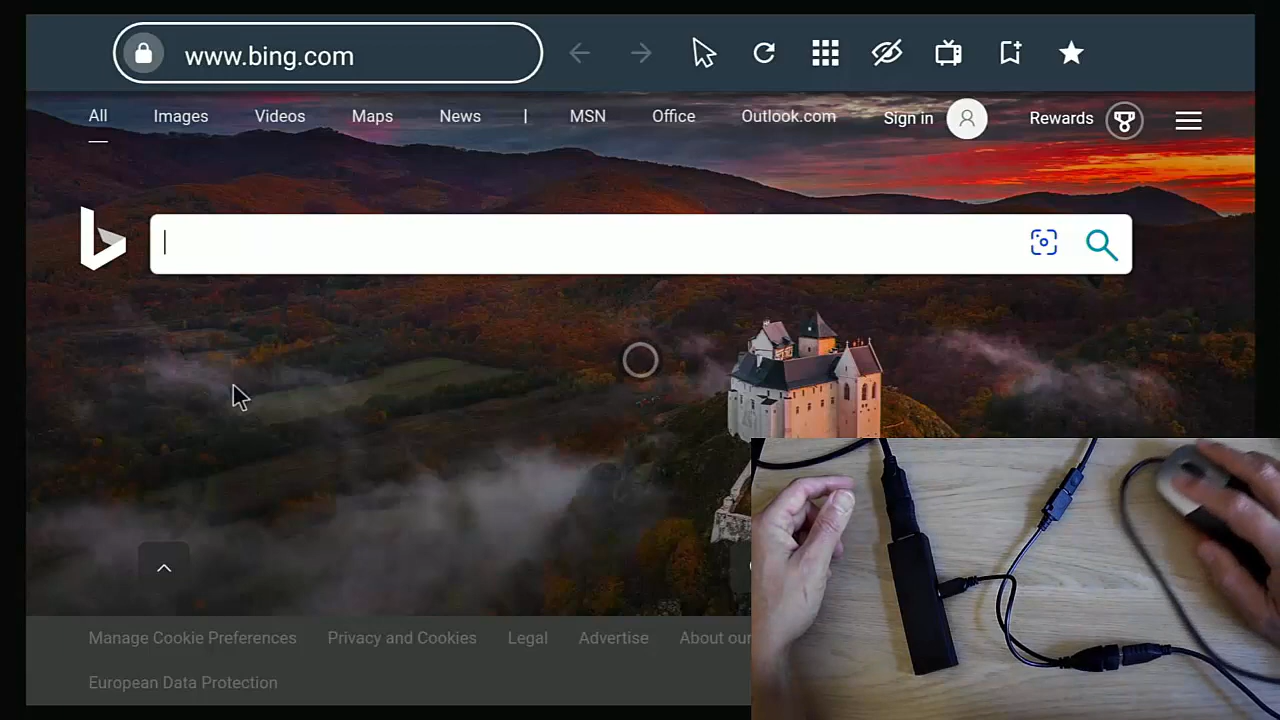 www.bing.com
All Images Videos Maps News | MSN Office Outlook.com Sign in Rewards
Manage Cookie Preferences Privacy and Cookies Legal Advertise About our
European Data Protection